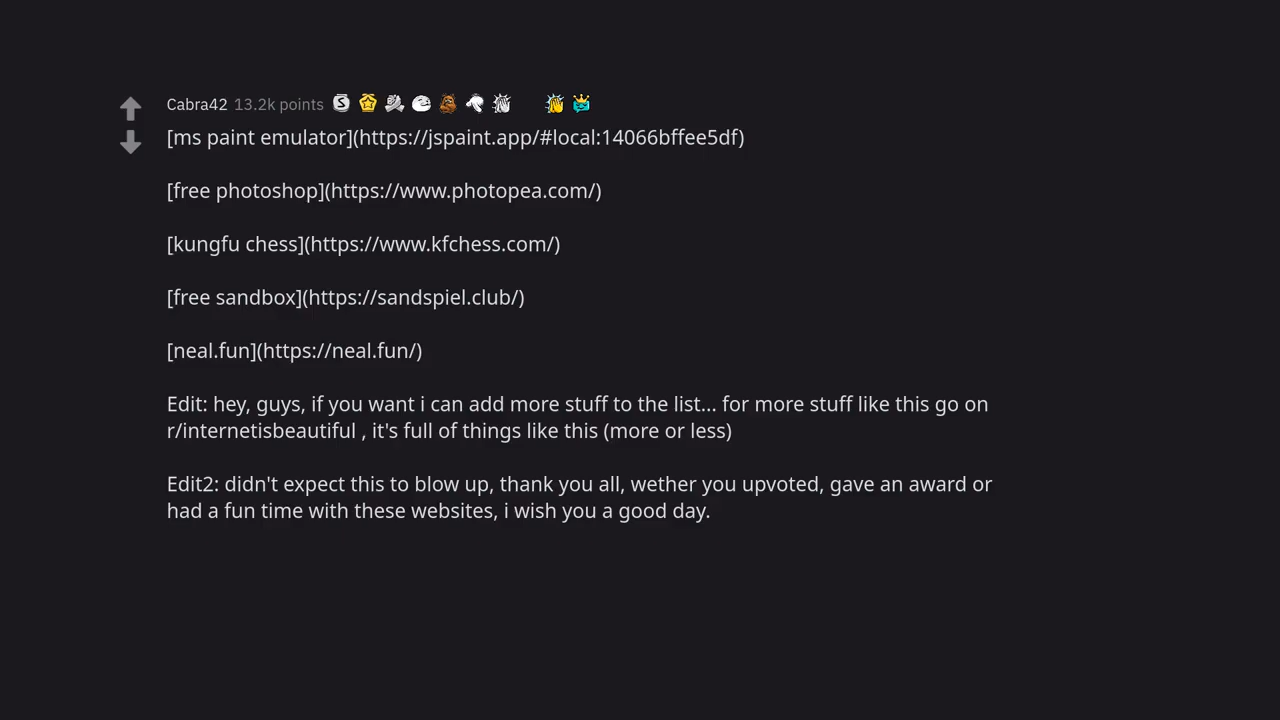 Cabra42 13.2k points
[ms paint emulator](https://jspaint.app/#local:14066bffee5df)
[free photoshop](https://www.photopea.com/)
[kungfu chess](https://www.kfchess.com/)
[free sandbox](https://sandspiel.club/)
[neal.fun](https://neal.fun/)
Edit: hey, guys, if you want i can add more stuff to the list... for more stuff like this go on
r/internetisbeautiful , it's full of things like this (more or less)
Edit2: didn't expect this to blow up, thank you all, wether you upvoted, gave an award or
had a fun time with these websites, i wish you a good day.